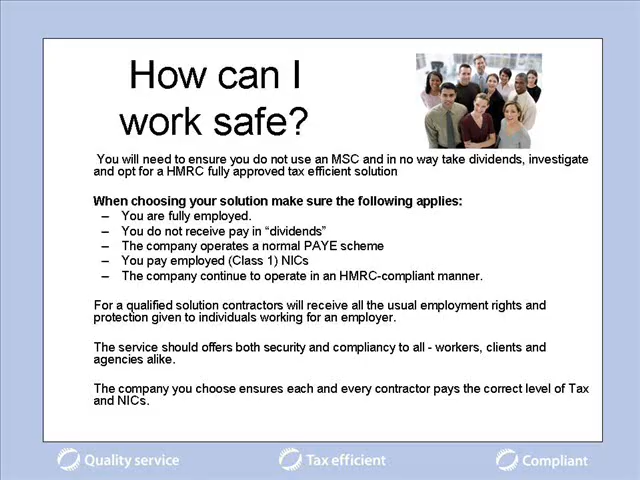 How can I
work safe?
You will need to ensure you do not use an MSC and in no way take dividends, investigate
and opt for a HMRC fully approved tax efficient solution
When choosing your solution make sure the following applies:
– You are fully employed.
– You do not receive pay in “dividends”
– The company operates a normal PAYE scheme
– You pay employed (Class 1) NICs
– The company continue to operate in an HMRC-compliant manner.
For a qualified solution contractors will receive all the usual employment rights and
protection given to individuals working for an employer.
The service should offers both security and compliancy to all - workers, clients and
agencies alike.
The company you choose ensures each and every contractor pays the correct level of Tax
and NICs.
Quality service
Tax efficient
Compliant